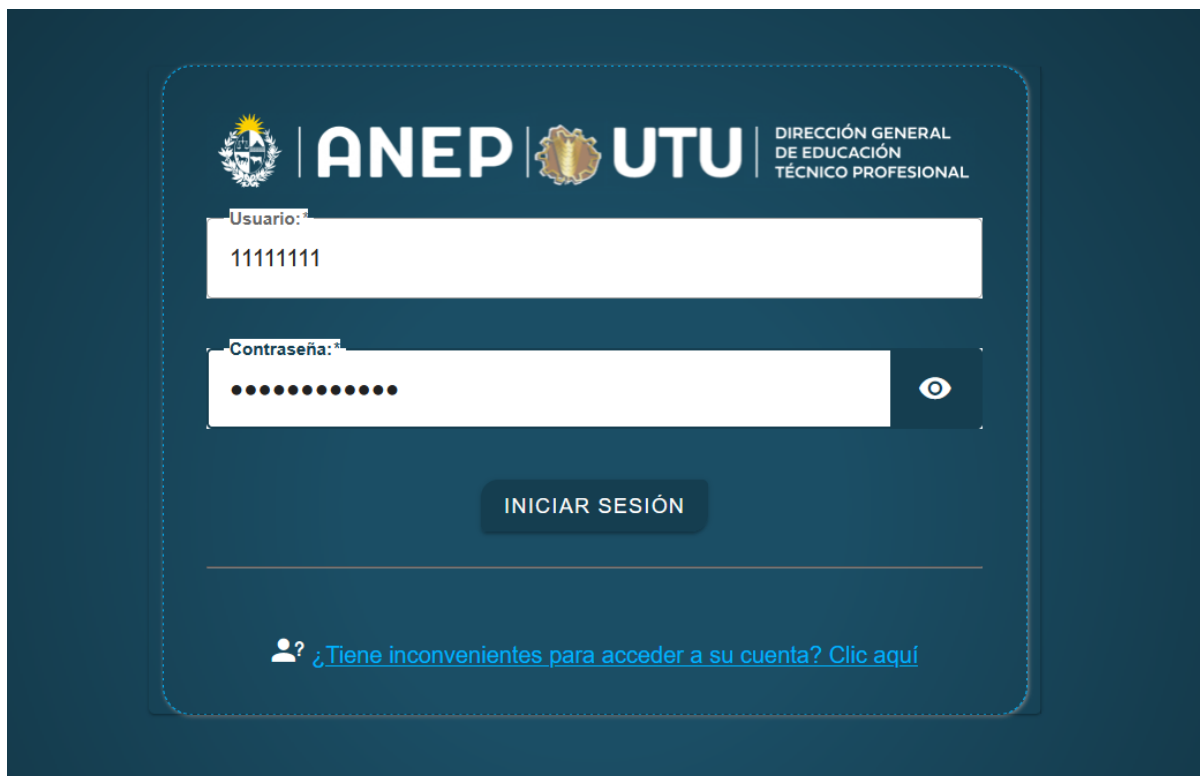 ANEP UTU DIRECCIÓN GENERAL
DE EDUCACIÓN
TÉCNICO PROFESIONAL
Usuario:*
11111111
Contraseña:*
●●●●●●●●●●●●
INICIAR SESIÓN
¿Tiene inconvenientes para acceder a su cuenta? Clic aquí